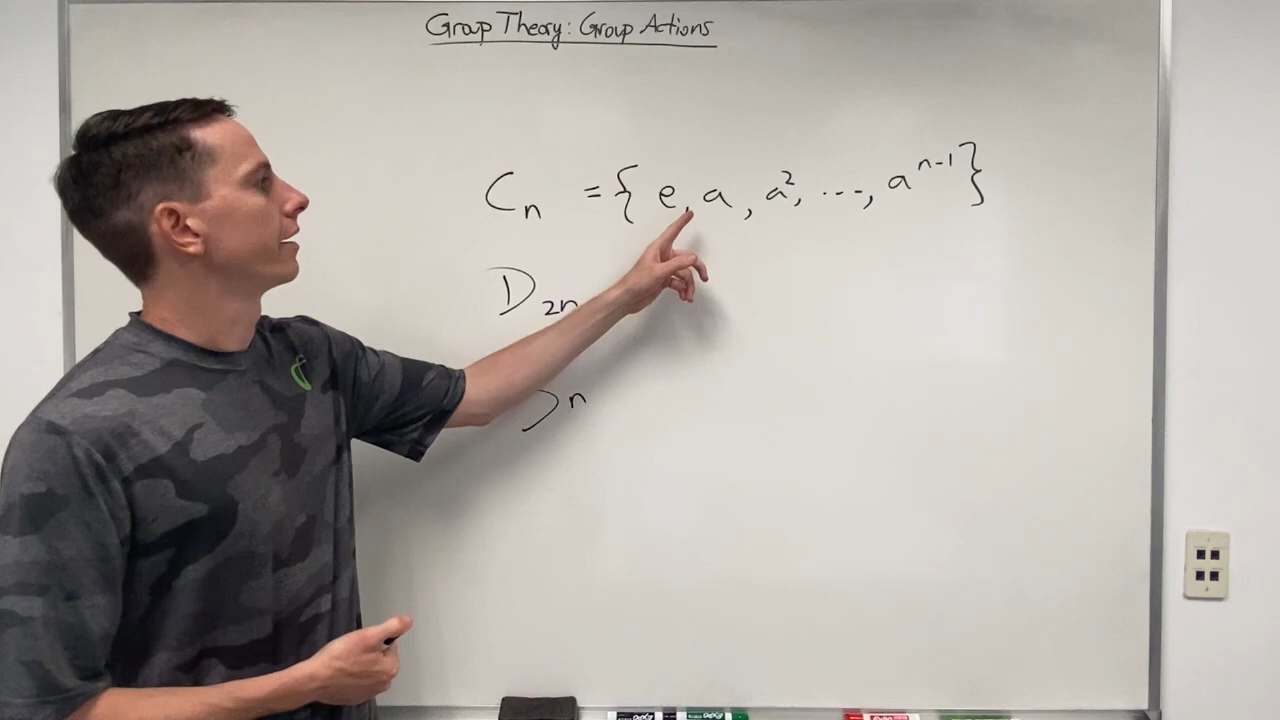 Group Theory: Group Actions
Cₙ = { e, a, a², ..., aⁿ⁻¹}
D₂ₙ
n